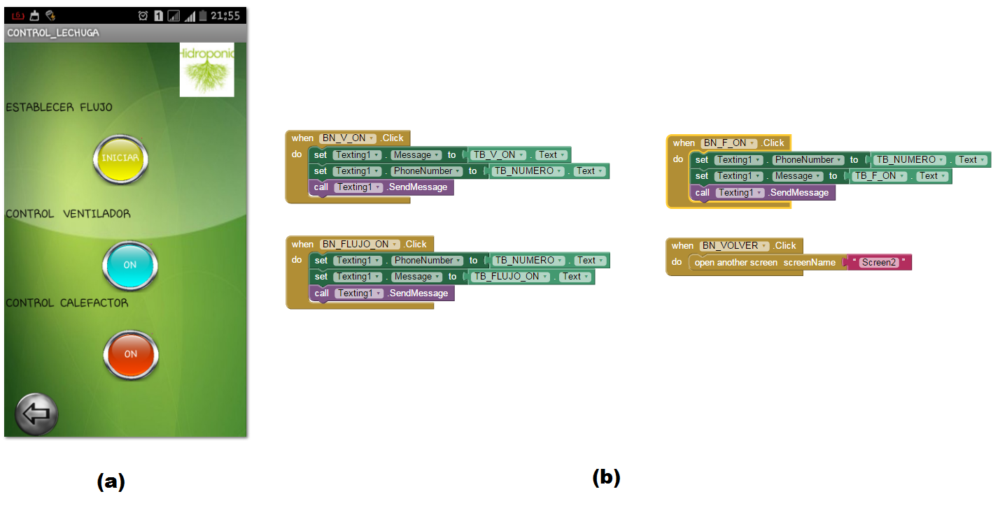 21:55
CONTROL_LECHUGA
Hidroponic
ESTABLECER FLUJO
INICIAR
CONTROL VENTILADOR
ON
CONTROL CALEFACTOR
ON
(a)
when BN_V_ON .Click
do set Texting1 . Message to TB_V_ON . Text
set Texting1 . PhoneNumber to TB_NUMERO . Text
call Texting1 .SendMessage
when BN_FLUJO_ON .Click
do set Texting1 . PhoneNumber to TB_NUMERO . Text
set Texting1 . Message to TB_FLUJO_ON . Text
call Texting1 .SendMessage
when BN_F_ON .Click
do set Texting1 . PhoneNumber to TB_NUMERO . Text
set Texting1 . Message to TB_F_ON . Text
call Texting1 .SendMessage
when BN_VOLVER .Click
do open another screen screenName “ Screen2 ”
(b)